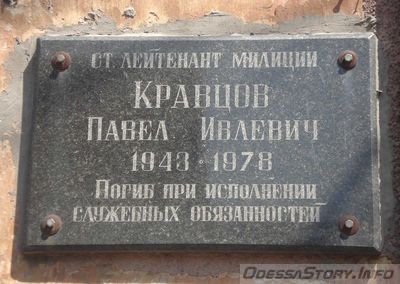 СТ. ЛЕЙТЕНАНТ МИЛИЦИИ
КРАВЦОВ
ПАВЕЛ ИВЛЕВИЧ
1943 - 1978
ПОГИБ ПРИ ИСПОЛНЕНИИ
СЛУЖЕБНЫХ ОБЯЗАННОСТЕЙ
OdessaStory.Info